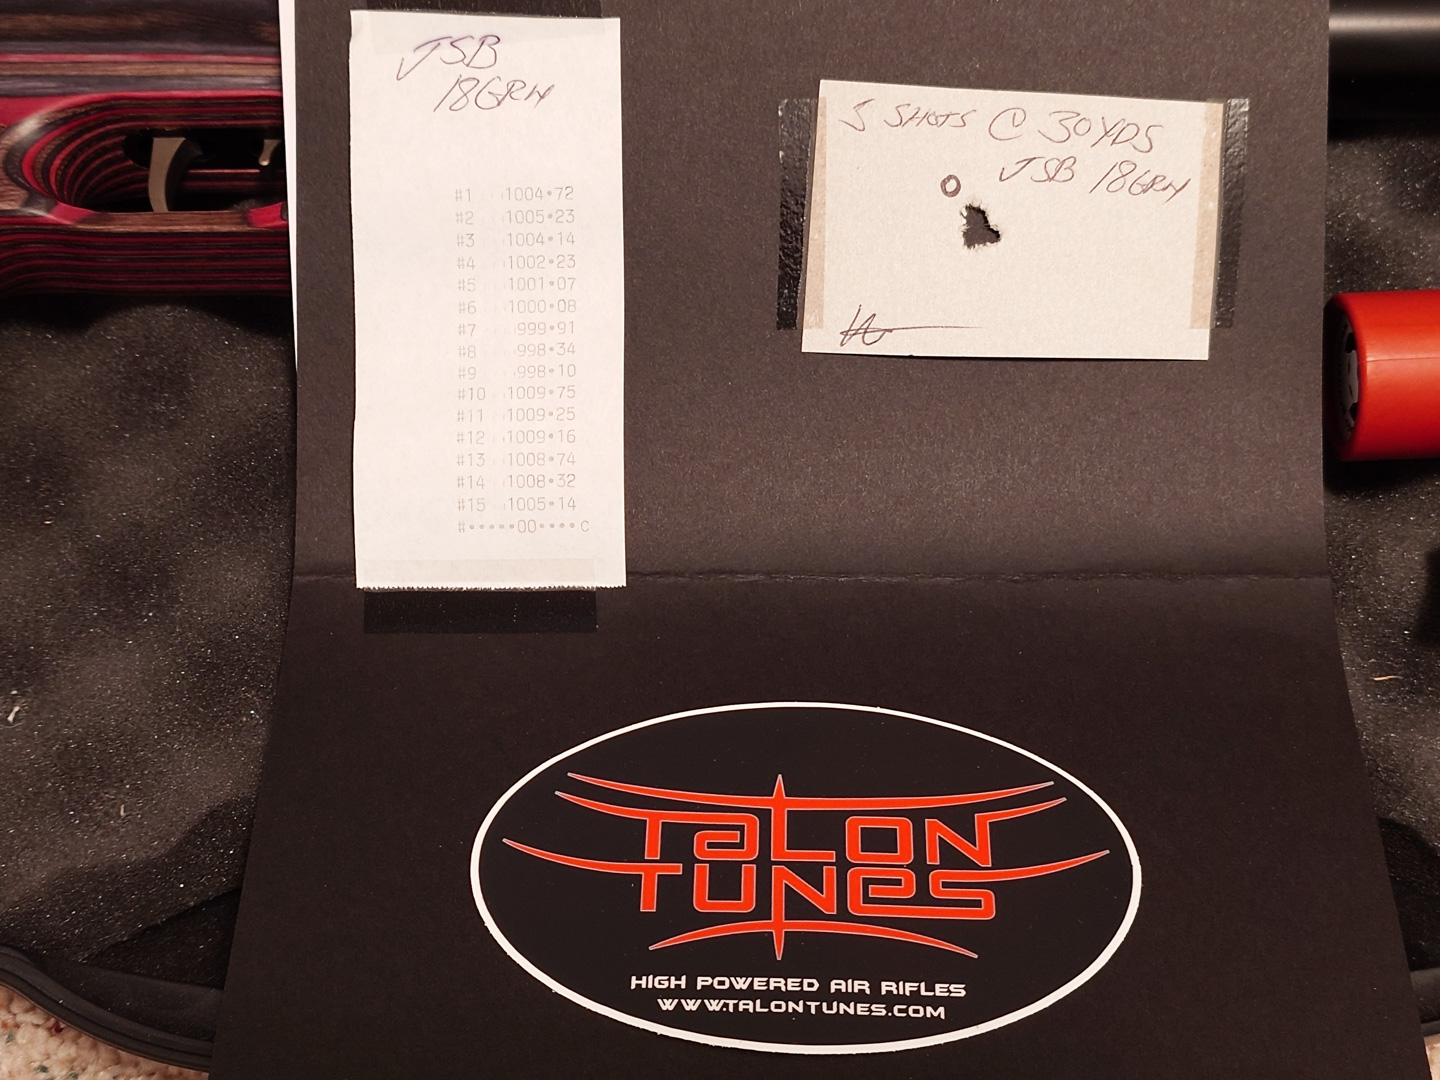 JSB
18GRN
#1 1004•72
#2 1005•23
#3 1004•14
#4 1002•23
#5 1001•07
#6 1000•08
#7 999•91
#8 998•34
#9 998•10
#10 1009•75
#11 1009•25
#12 1009•16
#13 1008•74
#14 1008•32
#15 1005•14
#•••••00••••C
5 SHOTS @ 30YDS
JSB 18GRN
TALON
TUNES
HIGH POWERED AIR RIFLES
WWW.TALONTUNES.COM